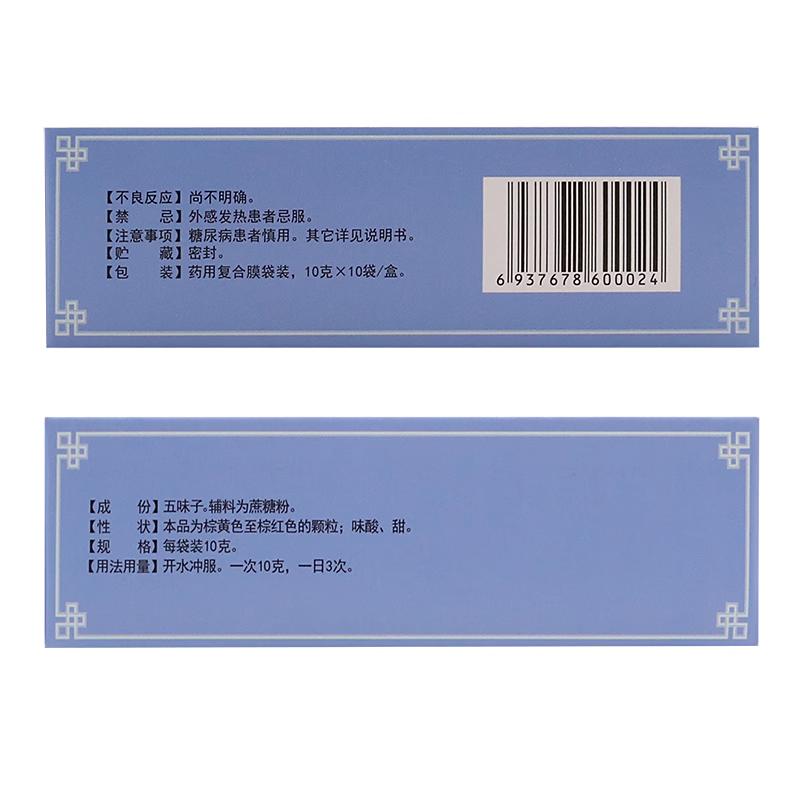 【不良反应】尚不明确。
【禁　　忌】外感发热患者忌服。
【注意事项】糖尿病患者慎用。其它详见说明书。
【贮　　藏】密封。
【包　　装】药用复合膜袋装，10克×10袋/盒。
6 937678 600024
【成　　份】五味子。辅料为蔗糖粉。
【性　　状】本品为棕黄色至棕红色的颗粒；味酸、甜。
【规　　格】每袋装10克。
【用法用量】开水冲服。一次10克，一日3次。